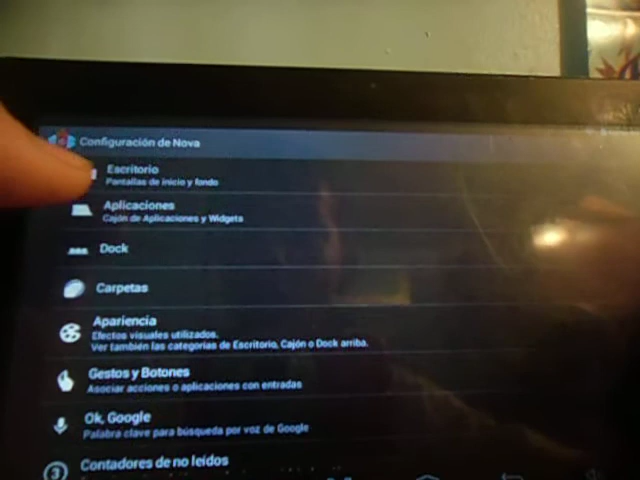 Configuración de Nova
Escritorio
Pantallas de inicio y fondo
Aplicaciones
Cajón de Aplicaciones y Widgets
Dock
Carpetas
Apariencia
Efectos visuales utilizados.
Ver también las categorías de Escritorio, Cajón o Dock arriba.
Gestos y Botones
Asociar acciones o aplicaciones con entradas
Ok, Google
Palabra clave para búsqueda por voz de Google
Contadores de no leídos